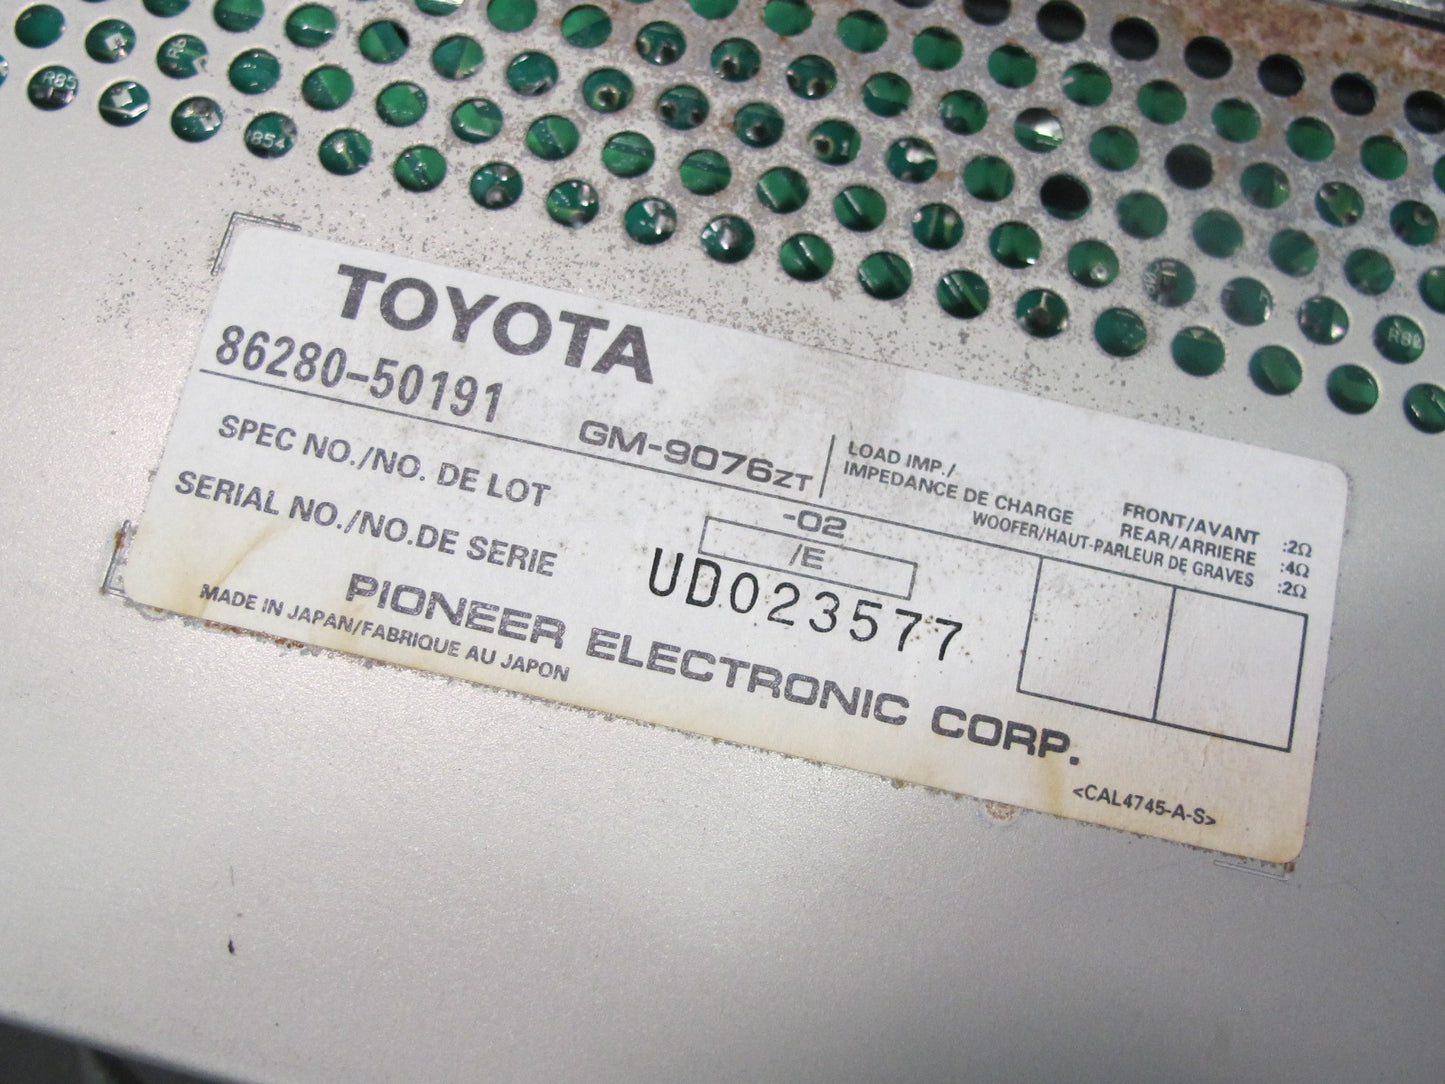 TOYOTA
86280-50191
GM-9076ZT
LOAD IMP./
IMPEDANCE DE CHARGE
FRONT/AVANT :2Ω
REAR/ARRIERE :4Ω
WOOFER/HAUT-PARLEUR DE GRAVES :2Ω
SPEC NO./NO. DE LOT
-02
/E
SERIAL NO./NO.DE SERIE
UD023577
PIONEER ELECTRONIC CORP.
MADE IN JAPAN/FABRIQUE AU JAPON
<CAL4745-A-S>
R85
R8
854